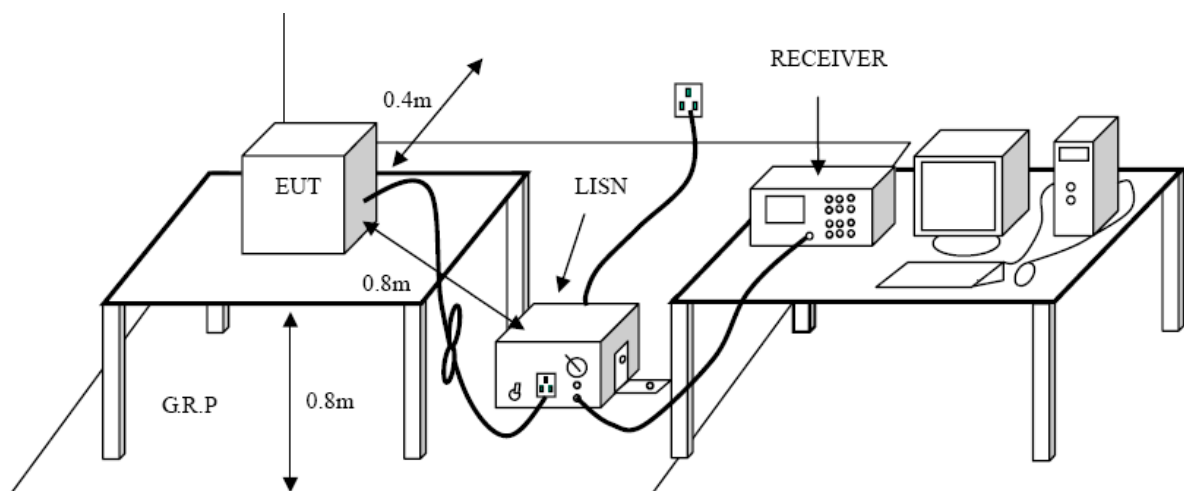 RECEIVER
0.4m
EUT
LISN
0.8m
G.R.P
0.8m